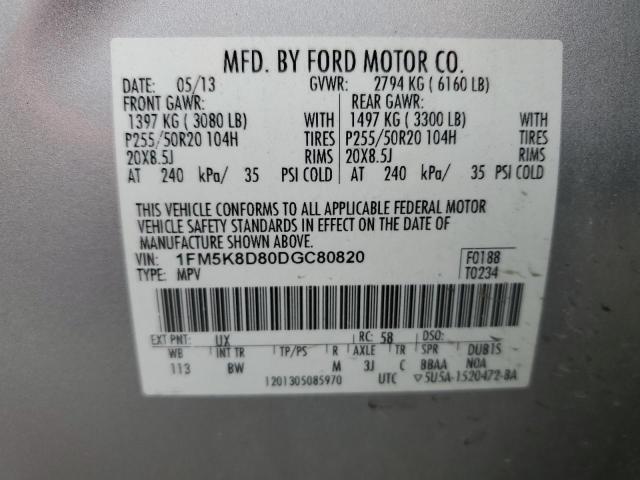 MFD. BY FORD MOTOR CO.
DATE: 05/13 GVWR: 2794 KG ( 6160 LB)
FRONT GAWR: REAR GAWR:
1397 KG ( 3080 LB) WITH 1497 KG ( 3300 LB) WITH
P255/50R20 104H TIRES P255/50R20 104H TIRES
20X8.5J RIMS 20X8.5J RIMS
AT 240 kPa/ 35 PSI COLD AT 240 kPa/ 35 PSI COLD
THIS VEHICLE CONFORMS TO ALL APPLICABLE FEDERAL MOTOR
VEHICLE SAFETY STANDARDS IN EFFECT ON THE DATE OF
MANUFACTURE SHOWN ABOVE.
VIN: 1FM5K8D80DGC80820 F0188
TYPE: MPV T0234
EXT PNT: UX RC: 58 DSO:
WB INT TR TP/PS R AXLE TR SPR DUB1S
113 BW M 3J C BBAA N0A
1201305085970 UTC ▽5U5A-1520472-BA